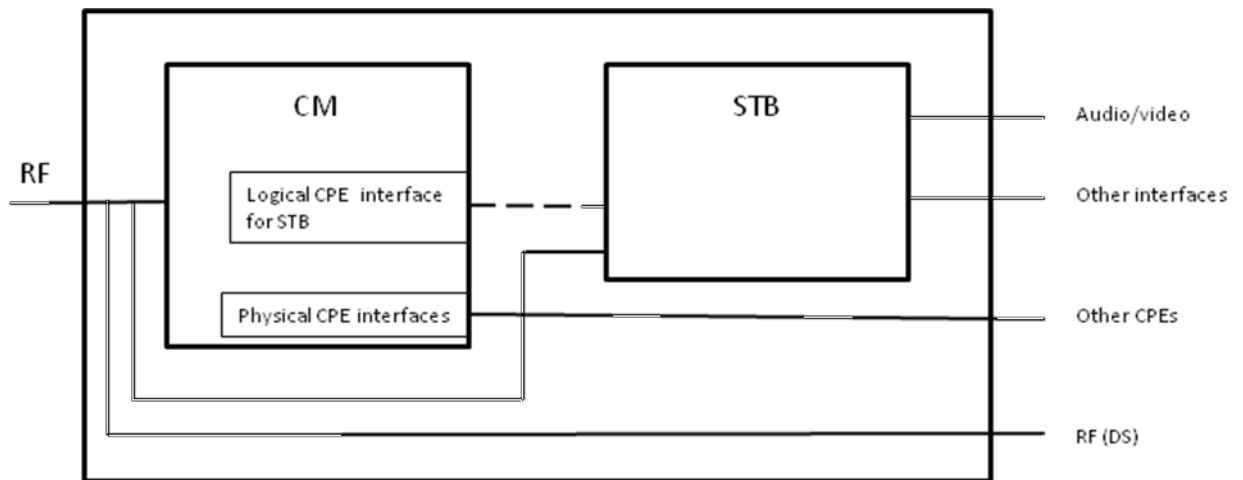 CM
STB
RF
Logical CPE interface
for STB
Physical CPE interfaces
Audio/video
Other interfaces
Other CPEs
RF (DS)